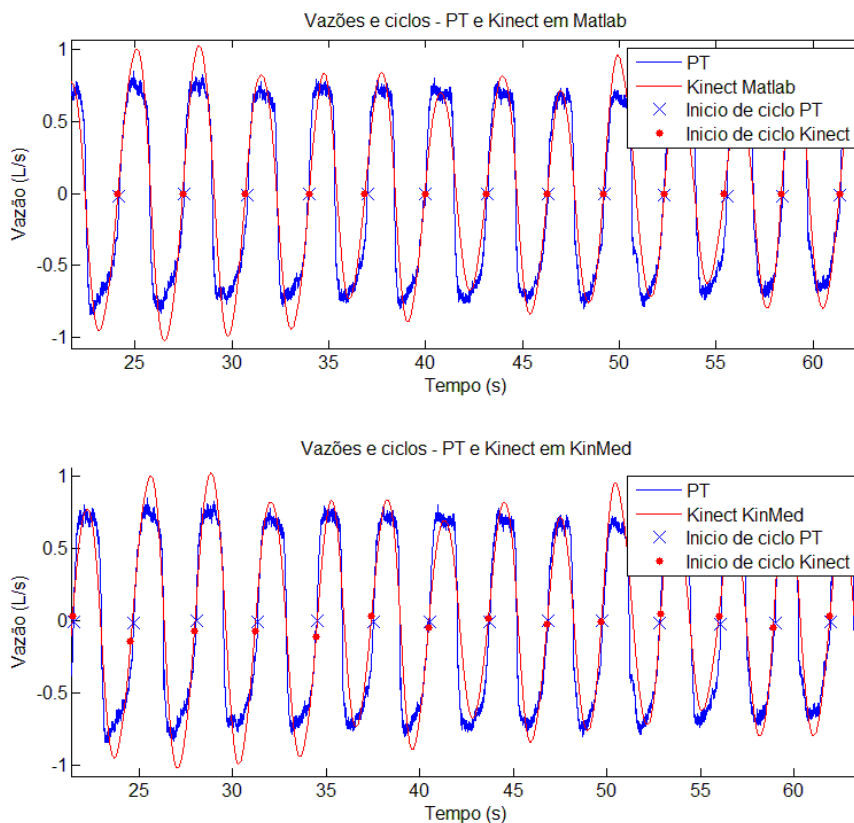 Vazões e ciclos - PT e Kinect em Matlab
1
0.5
0
-0.5
-1
Vazão (L/s)
PT
Kinect Matlab
Inicio de ciclo PT
Inicio de ciclo Kinect
25 30 35 40 45 50 55 60
Tempo (s)
Vazões e ciclos - PT e Kinect em KinMed
1
0.5
0
-0.5
-1
Vazão (L/s)
PT
Kinect KinMed
Inicio de ciclo PT
Inicio de ciclo Kinect
25 30 35 40 45 50 55 60
Tempo (s)